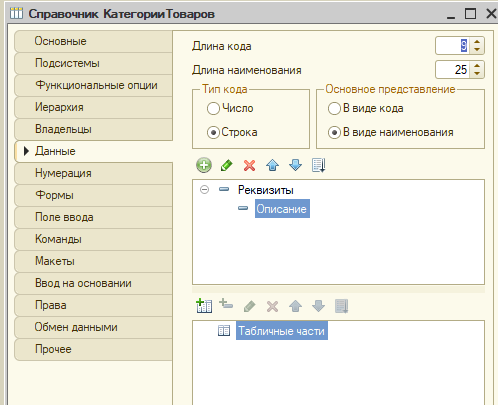 Справочник КатегорииТоваров
Основные
Подсистемы
Функциональные опции
Иерархия
Владельцы
Данные
Нумерация
Формы
Поле ввода
Команды
Макеты
Ввод на основании
Права
Обмен данными
Прочее
Длина кода 9
Длина наименования 25
Тип кода
Число
Строка
Основное представление
В виде кода
В виде наименования
Реквизиты
Описание
Табличные части